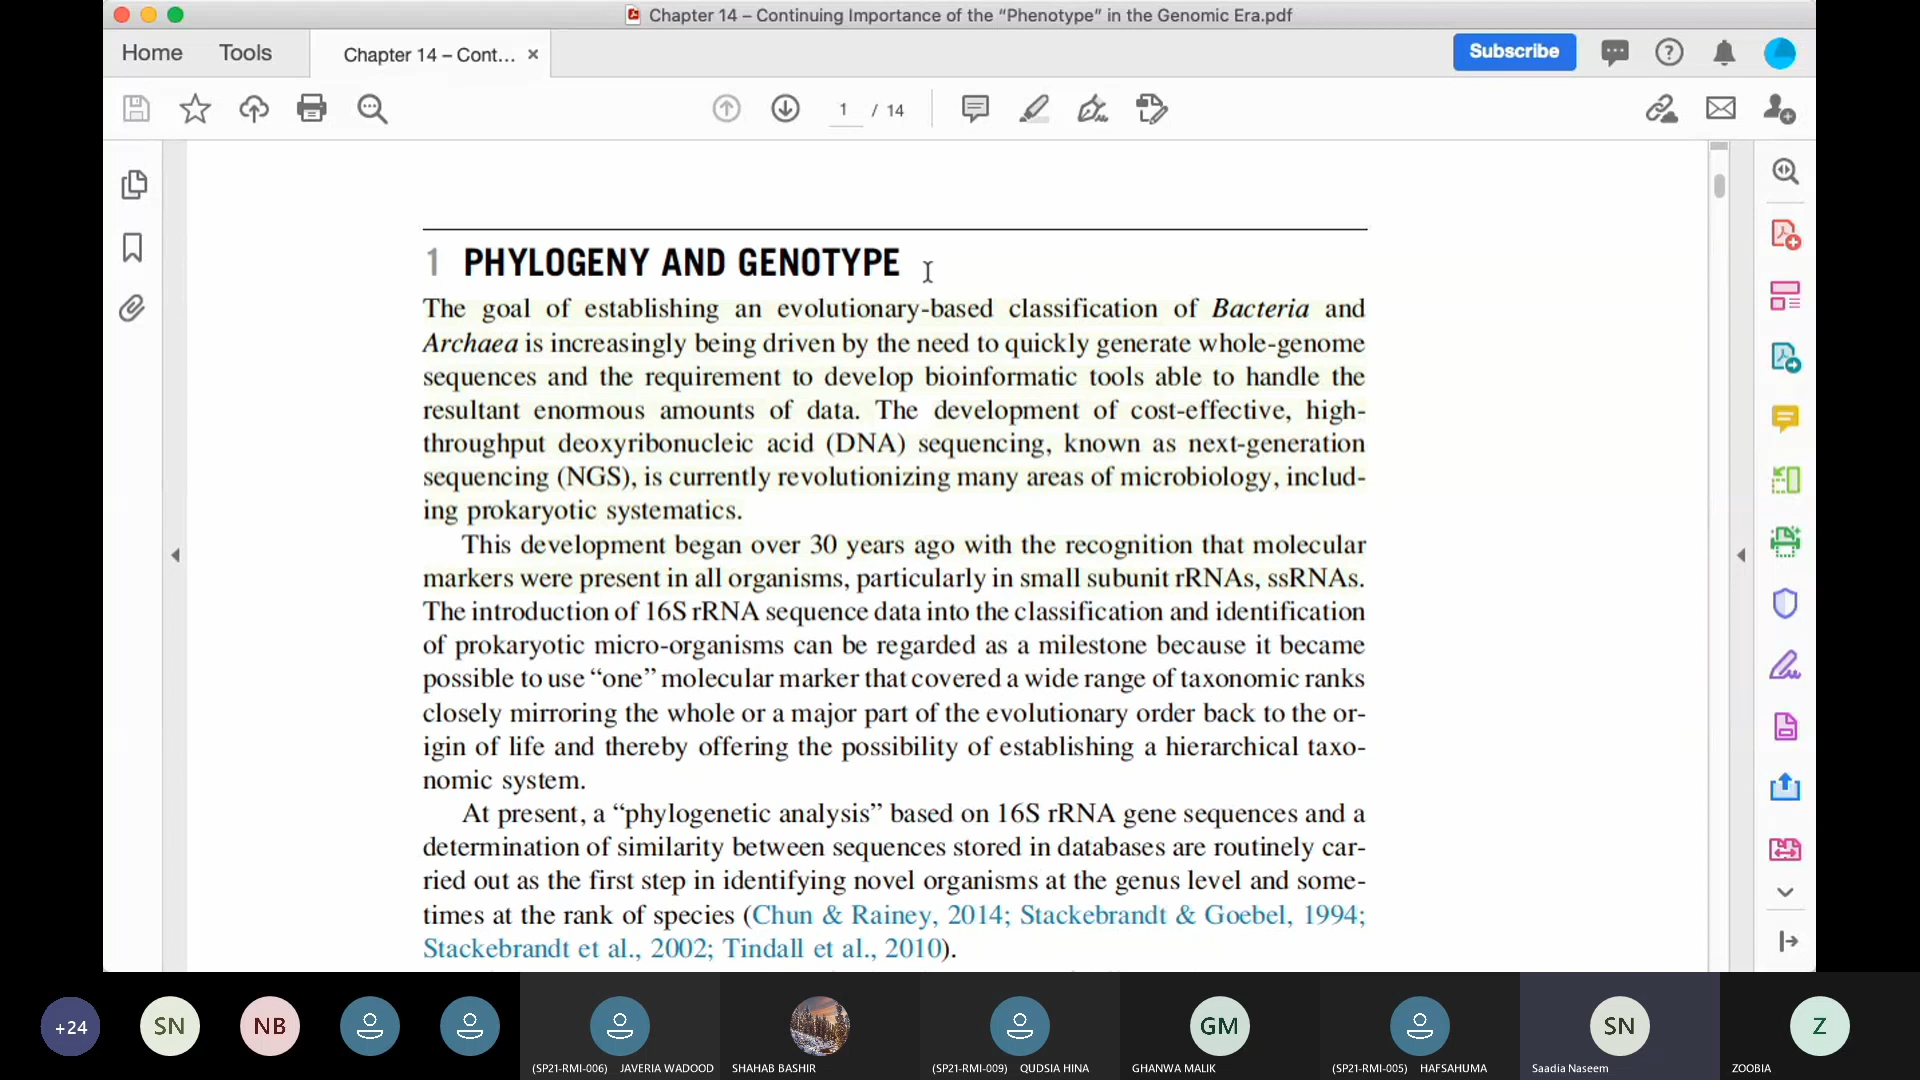 Chapter 14 – Continuing Importance of the “Phenotype” in the Genomic Era.pdf
Home Tools Chapter 14 – Cont... × Subscribe
1 / 14
1 PHYLOGENY AND GENOTYPE
The goal of establishing an evolutionary-based classification of Bacteria and
Archaea is increasingly being driven by the need to quickly generate whole-genome
sequences and the requirement to develop bioinformatic tools able to handle the
resultant enormous amounts of data. The development of cost-effective, high-
throughput deoxyribonucleic acid (DNA) sequencing, known as next-generation
sequencing (NGS), is currently revolutionizing many areas of microbiology, includ-
ing prokaryotic systematics.
This development began over 30 years ago with the recognition that molecular
markers were present in all organisms, particularly in small subunit rRNAs, ssRNAs.
The introduction of 16S rRNA sequence data into the classification and identification
of prokaryotic micro-organisms can be regarded as a milestone because it became
possible to use “one” molecular marker that covered a wide range of taxonomic ranks
closely mirroring the whole or a major part of the evolutionary order back to the or-
igin of life and thereby offering the possibility of establishing a hierarchical taxo-
nomic system.
At present, a “phylogenetic analysis” based on 16S rRNA gene sequences and a
determination of similarity between sequences stored in databases are routinely car-
ried out as the first step in identifying novel organisms at the genus level and some-
times at the rank of species (Chun & Rainey, 2014; Stackebrandt & Goebel, 1994;
Stackebrandt et al., 2002; Tindall et al., 2010).
+24 SN NB GM SN Z
(SP21-RMI-006) JAVERIA WADOOD SHAHAB BASHIR (SP21-RMI-009) QUDSIA HINA GHANWA MALIK (SP21-RMI-005) HAFSAHUMA Saadia Naseem ZOOBIA